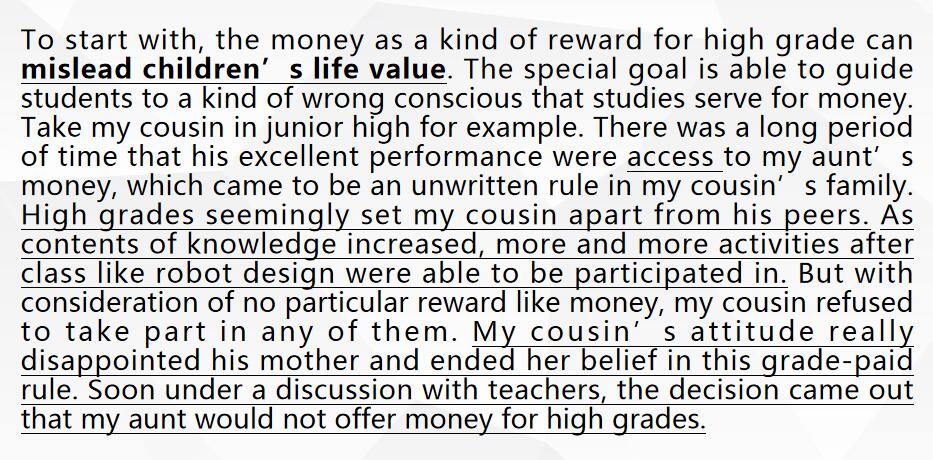 To start with, the money as a kind of reward for high grade can
mislead children’s life value. The special goal is able to guide
students to a kind of wrong conscious that studies serve for money.
Take my cousin in junior high for example. There was a long period
of time that his excellent performance were access to my aunt’s
money, which came to be an unwritten rule in my cousin’s family.
High grades seemingly set my cousin apart from his peers. As
contents of knowledge increased, more and more activities after
class like robot design were able to be participated in. But with
consideration of no particular reward like money, my cousin refused
to take part in any of them. My cousin’s attitude really
disappointed his mother and ended her belief in this grade-paid
rule. Soon under a discussion with teachers, the decision came out
that my aunt would not offer money for high grades.